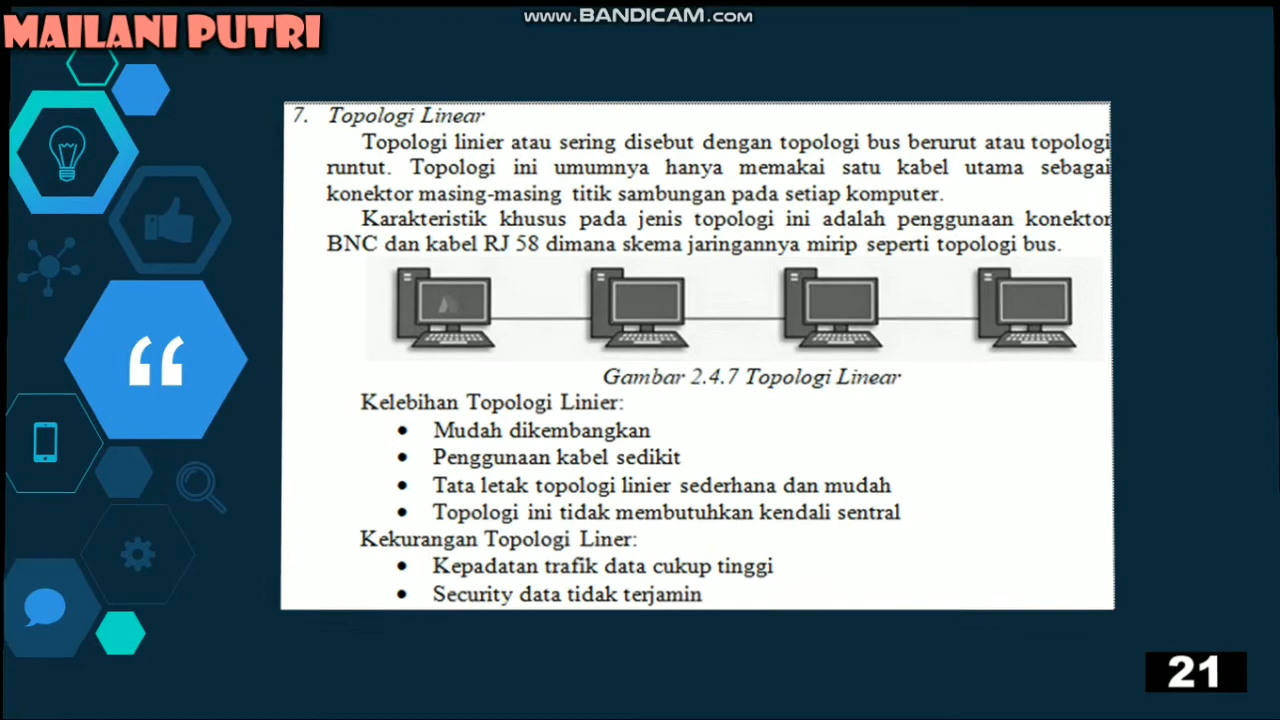 MAILANI PUTRI
www.BANDICAM.com
7. Topologi Linear
Topologi linier atau sering disebut dengan topologi bus berurut atau topologi
runtut. Topologi ini umumnya hanya memakai satu kabel utama sebagai
konektor masing-masing titik sambungan pada setiap komputer.
Karakteristik khusus pada jenis topologi ini adalah penggunaan konektor
BNC dan kabel RJ 58 dimana skema jaringannya mirip seperti topologi bus.
Gambar 2.4.7 Topologi Linear
Kelebihan Topologi Linier:
• Mudah dikembangkan
• Penggunaan kabel sedikit
• Tata letak topologi linier sederhana dan mudah
• Topologi ini tidak membutuhkan kendali sentral
Kekurangan Topologi Liner:
• Kepadatan trafik data cukup tinggi
• Security data tidak terjamin
21